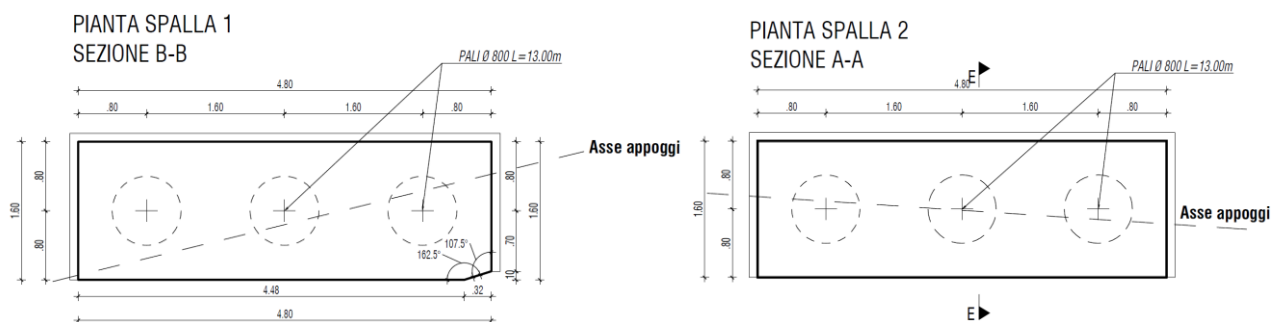 PIANTA SPALLA 1
SEZIONE B-B
PALI Ø 800 L=13.00m
4.80
.80
1.60
1.60
.80
Asse appoggi
1.60
.80
.80
.80
1.60
.70
.10
107.5°
162.5°
4.48
.32
4.80
PIANTA SPALLA 2
SEZIONE A-A
E
PALI Ø 800 L=13.00m
4.80
.80
1.60
1.60
.80
1.60
.80
.80
Asse appoggi
E